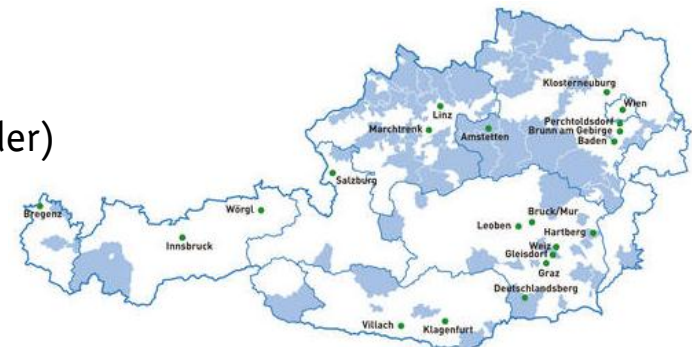 ler)
Klosterneuburg
Wien
Perchtoldsdorf
Brunn am Gebirge
Baden
Linz
Marchtrenk
Amstetten
Salzburg
Bregenz
Wörgl
Innsbruck
Bruck/Mur
Leoben
Hartberg
Weiz
Gleisdorf
Graz
Deutschlandsberg
Villach
Klagenfurt